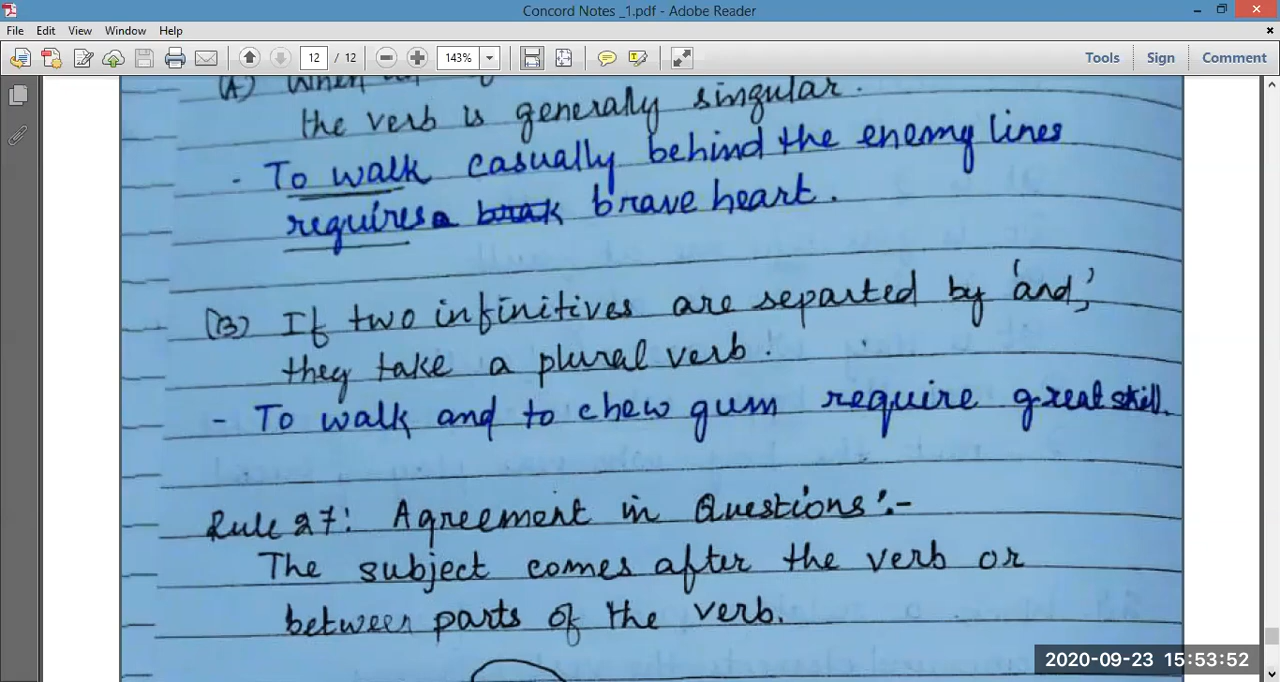 Concord Notes _1.pdf - Adobe Reader
File Edit View Window Help
12 / 12 143% Tools Sign Comment
(A) When
the verb is generally singular.
- To walk casually behind the enemy lines
requires a brave heart.
(B) If two infinitives are separted by 'and,'
they take a plural verb.
- To walk and to chew gum require great skill.
Rule 27: Agreement in Questions:-
The subject comes after the verb or
between parts of the verb.
2020-09-23 15:53:52